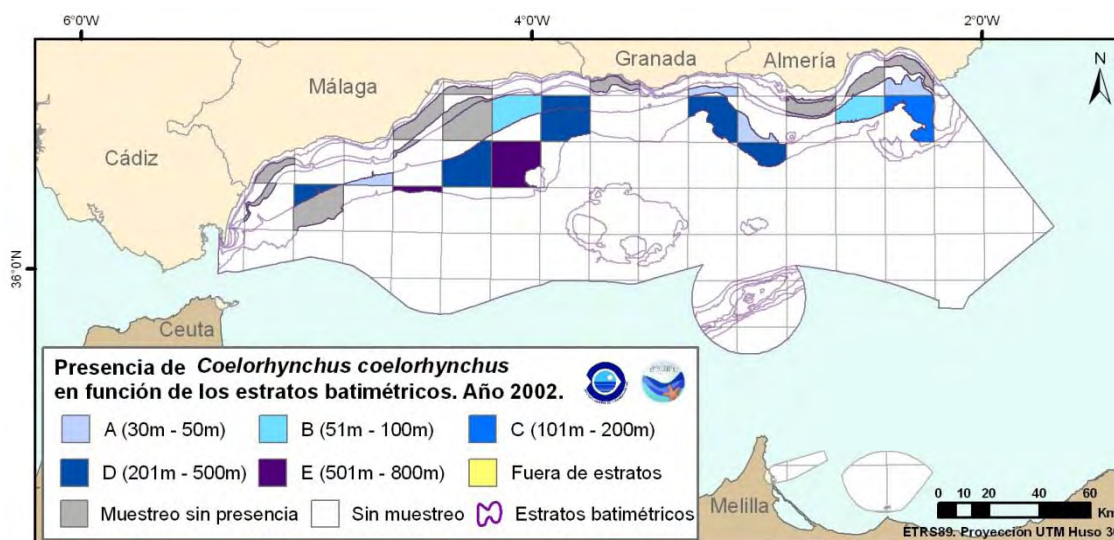 6°0'W 4°0'W 2°0'W
Granada Almería
N
Málaga
Cádiz
36°0'N
Ceuta
Presencia de Coelorhynchus coelorhynchus
en función de los estratos batimétricos. Año 2002.
A (30m - 50m) B (51m - 100m) C (101m - 200m)
D (201m - 500m) E (501m - 800m) Fuera de estratos
Muestreo sin presencia Sin muestreo Estratos batimétricos
Melilla
0 10 20 40 60
Km
ETRS89. Proyección UTM Huso